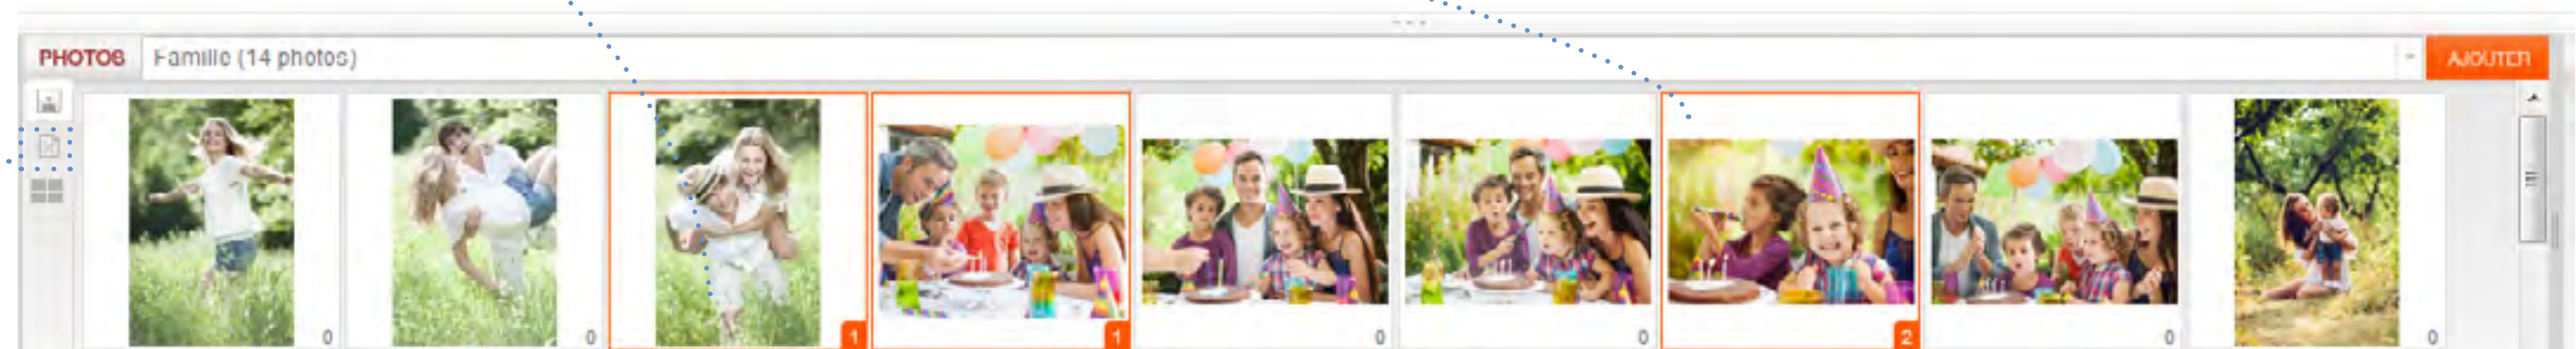 PHOTOS Famille (14 photos) AJOUTER
0 0 1 1 0 0 2 0 0